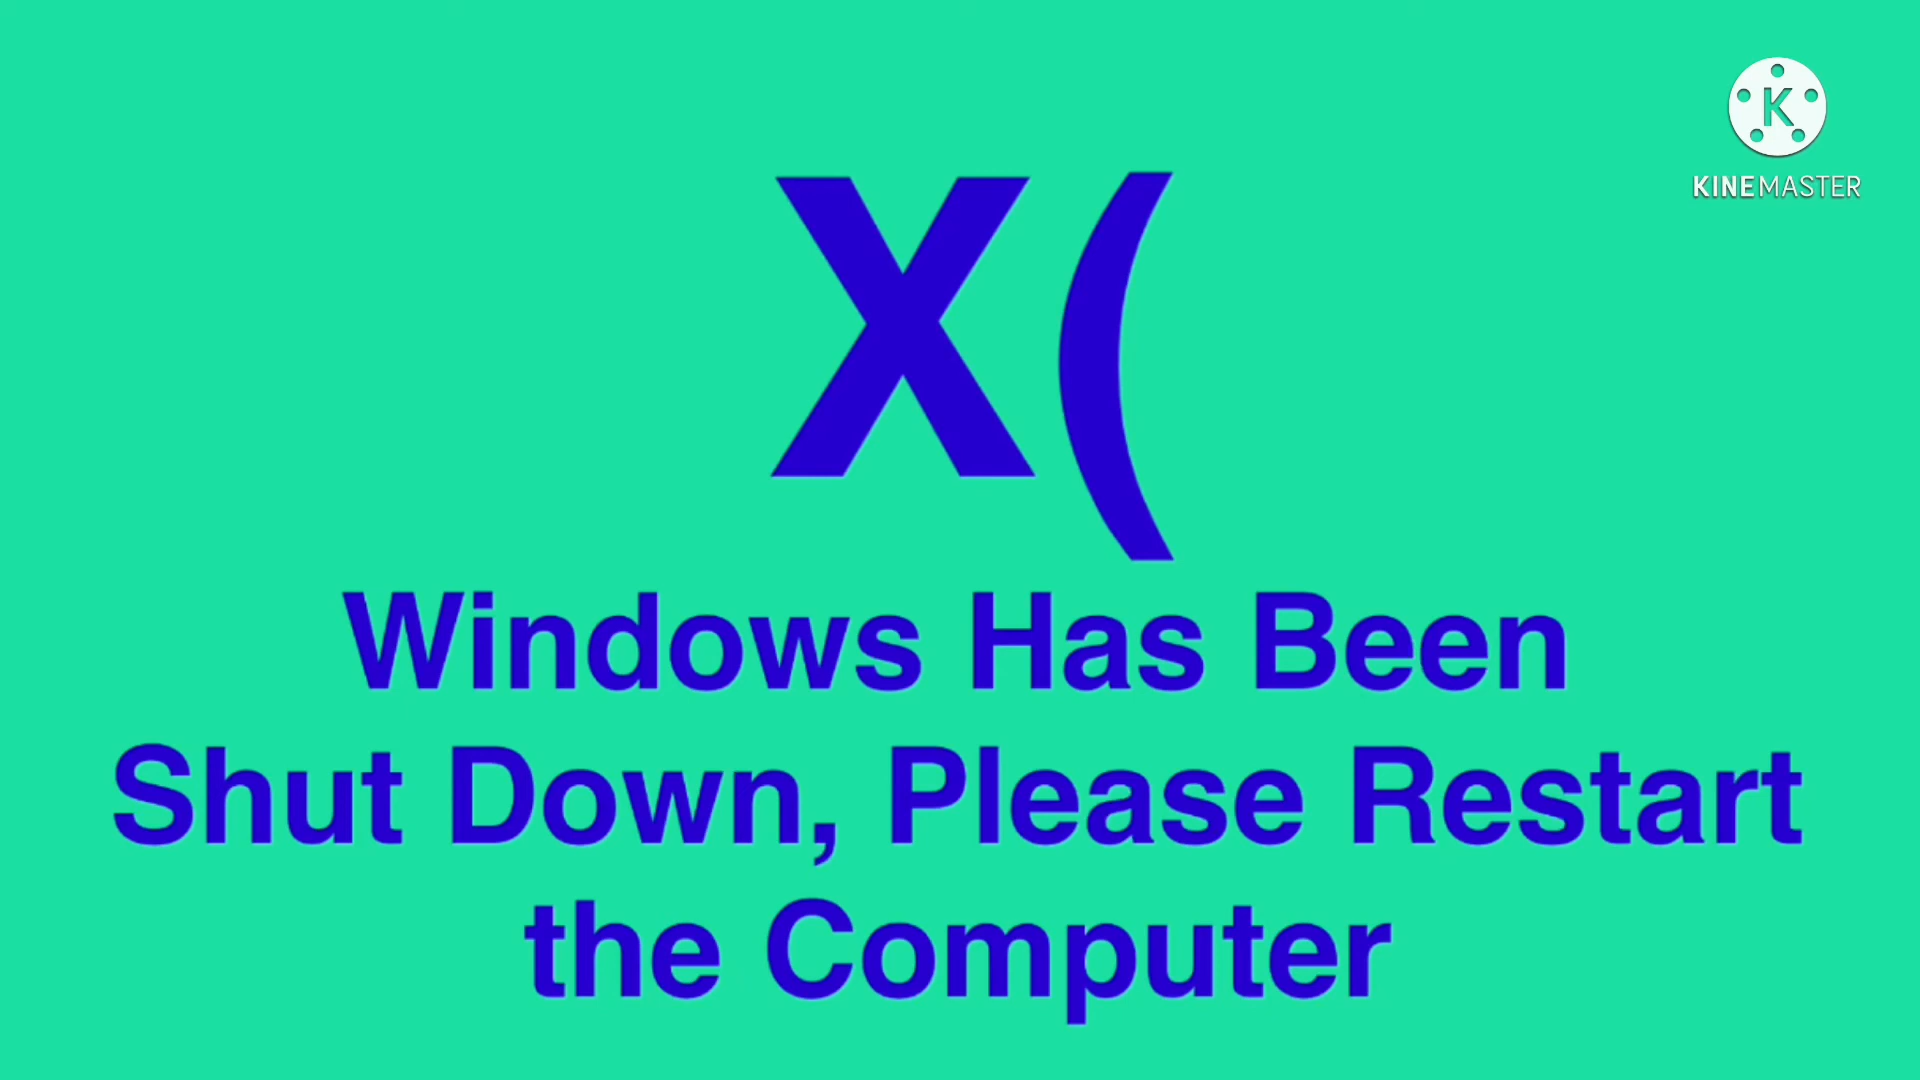 K
KINEMASTER
X(
Windows Has Been
Shut Down, Please Restart
the Computer